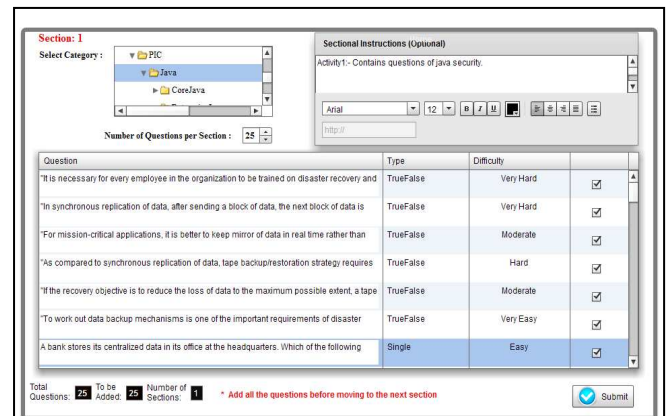 Section: 1
Select Category :
PIC
Java
CoreJava
Number of Questions per Section : 25
Sectional Instructions (Optional)
Activity1:- Contains questions of java security.
Arial 12 B I U
http://
Question Type Difficulty
"It is necessary for every employee in the organization to be trained on disaster recovery and TrueFalse Very Hard
"In synchronous replication of data, after sending a block of data, the next block of data is TrueFalse Very Hard
"For mission-critical applications, it is better to keep mirror of data in real time rather than TrueFalse Moderate
"As compared to synchronous replication of data, tape backup/restoration strategy requires TrueFalse Hard
"If the recovery objective is to reduce the loss of data to the maximum possible extent, a tape TrueFalse Moderate
"To work out data backup mechanisms is one of the important requirements of disaster TrueFalse Very Easy
A bank stores its centralized data in its office at the headquarters. Which of the following Single Easy
Total Questions: 25 To be Added: 25 Number of Sections: 1 * Add all the questions before moving to the next section Submit